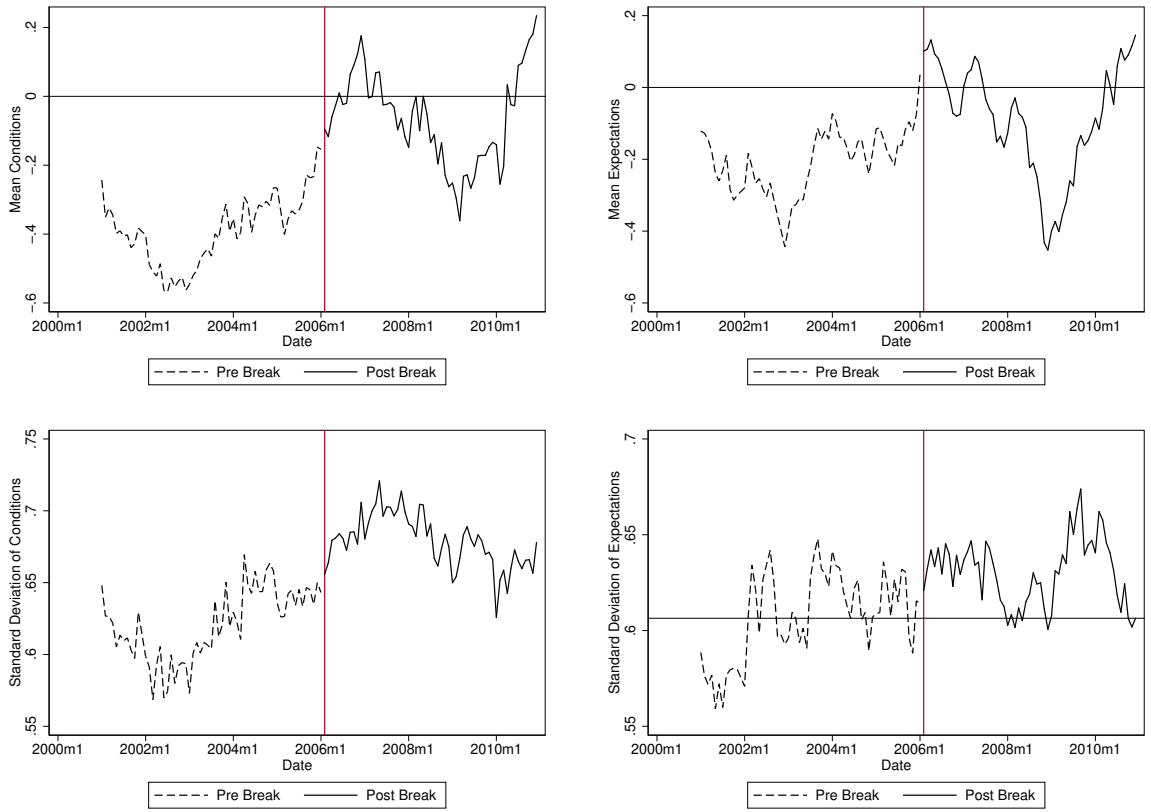 Mean Conditions
.2
0
-.2
-.4
-.6
2000m1 2002m1 2004m1 2006m1 2008m1 2010m1
Date
Pre Break Post Break
Mean Expectations
.2
0
-.2
-.4
-.6
2000m1 2002m1 2004m1 2006m1 2008m1 2010m1
Date
Pre Break Post Break
Standard Deviation of Conditions
.75
.7
.65
.6
.55
2000m1 2002m1 2004m1 2006m1 2008m1 2010m1
Date
Pre Break Post Break
Standard Deviation of Expectations
.7
.65
.6
.55
2000m1 2002m1 2004m1 2006m1 2008m1 2010m1
Date
Pre Break Post Break